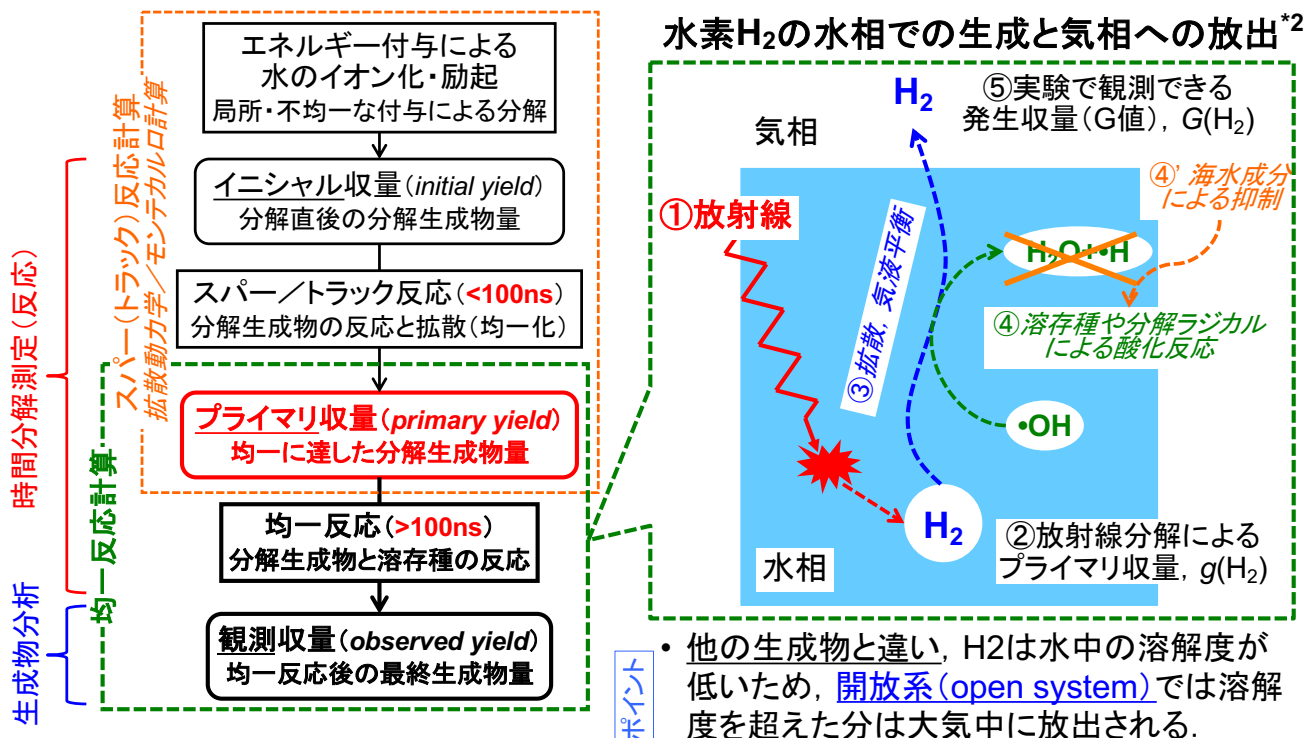 エネルギー付与による
水のイオン化・励起
局所・不均一な付与による分解
イニシャル収量(initial yield)
分解直後の分解生成物量
スパー/トラック反応(<100ns)
分解生成物の反応と拡散(均一化)
プライマリ収量(primary yield)
均一に達した分解生成物量
均一反応(>100ns)
分解生成物と溶存種の反応
観測収量(observed yield)
均一反応後の最終生成物量
スパー(トラック)反応計算
拡散動力学/モンテカルロ計算
時間分解測定(反応)
均一反応計算
生成物分析
水素H₂の水相での生成と気相への放出*2
H₂
⑤実験で観測できる
発生収量(G値), G(H₂)
気相
①放射線
③拡散, 気液平衡
④' 海水成分
による抑制
H₂O+•H
④溶存種や分解ラジカル
による酸化反応
•OH
H₂
②放射線分解による
プライマリ収量, g(H₂)
水相
ポイント
• 他の生成物と違い, H2は水中の溶解度が
低いため, 開放系(open system)では溶解
度を超えた分は大気中に放出される.